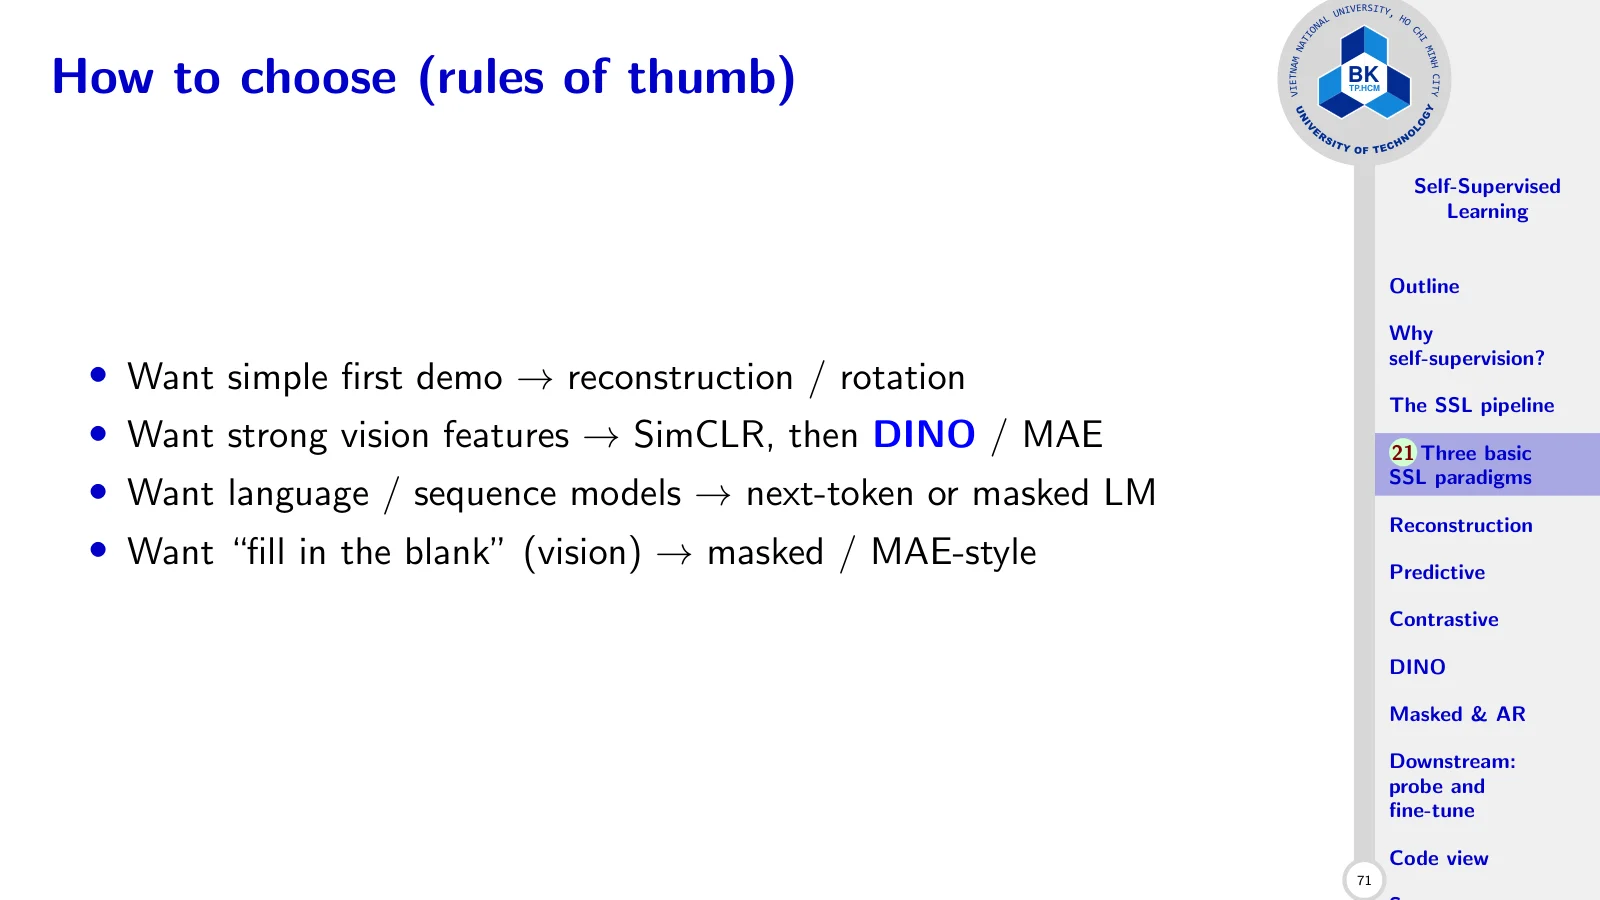 How to choose (rules of thumb)
• Want simple first demo → reconstruction / rotation
• Want strong vision features → SimCLR, then DINO / MAE
• Want language / sequence models → next-token or masked LM
• Want “fill in the blank” (vision) → masked / MAE-style
VIETNAM NATIONAL UNIVERSITY, HO CHI MINH CITY
BK
TP.HCM
UNIVERSITY OF TECHNOLOGY
Self-Supervised
Learning
Outline
Why
self-supervision?
The SSL pipeline
21 Three basic
SSL paradigms
Reconstruction
Predictive
Contrastive
DINO
Masked & AR
Downstream:
probe and
fine-tune
Code view
71